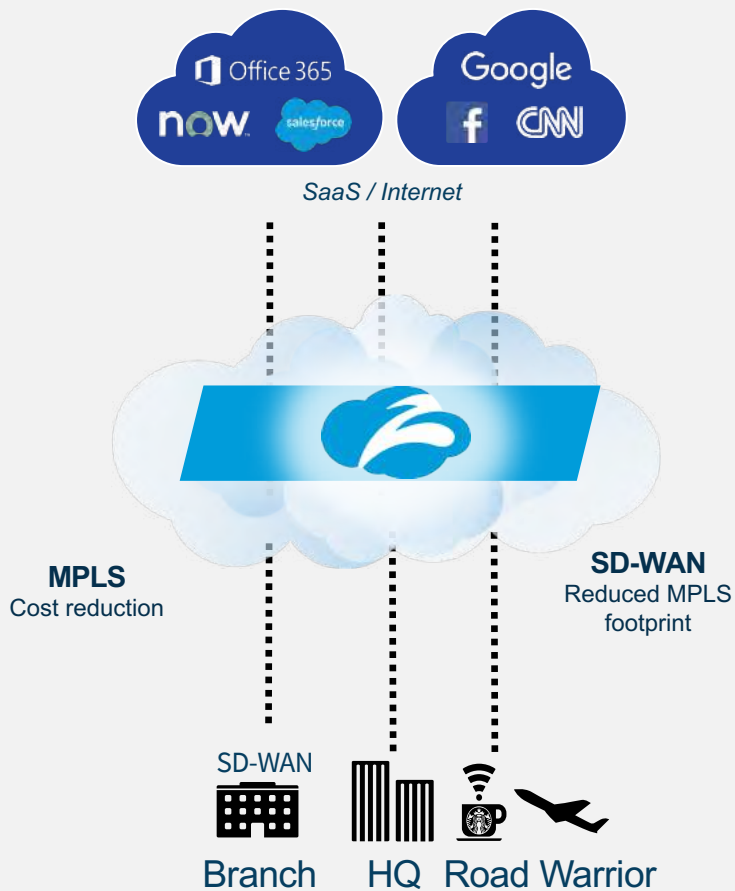 Office 365
now
salesforce
Google
f
CNN
SaaS / Internet
MPLS
Cost reduction
SD-WAN
Reduced MPLS
footprint
SD-WAN
Branch
HQ
Road Warrior